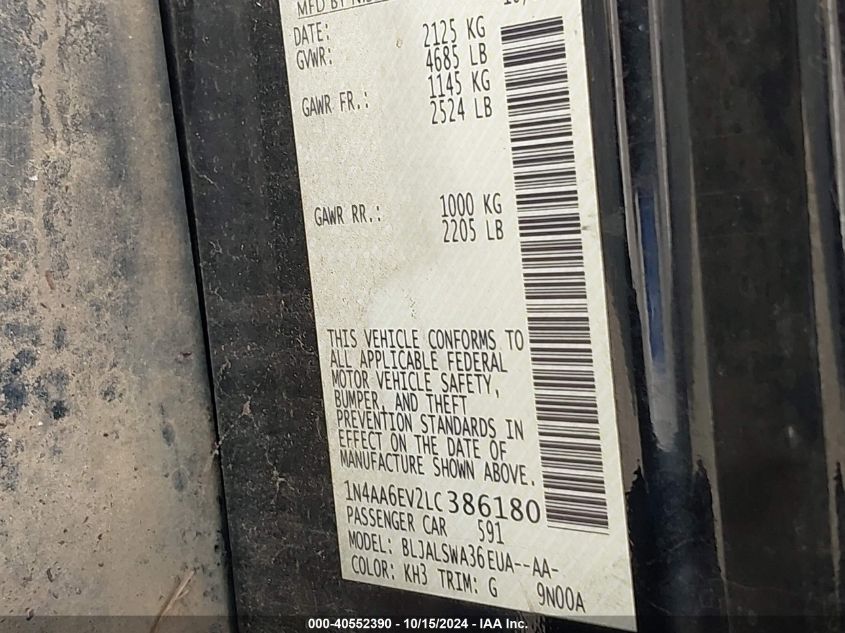 MFD BY
DATE:
GVWR: 2125 KG
4685 LB
GAWR FR.: 1145 KG
2524 LB
GAWR RR.: 1000 KG
2205 LB
THIS VEHICLE CONFORMS TO
ALL APPLICABLE FEDERAL
MOTOR VEHICLE SAFETY,
BUMPER, AND THEFT
PREVENTION STANDARDS IN
EFFECT ON THE DATE OF
MANUFACTURE SHOWN ABOVE.
1N4AA6EV2LC386180
PASSENGER CAR 591
MODEL: BLJALSWA36EUA--AA-
COLOR: KH3 TRIM: G 9N00A
000-40552390 - 10/15/2024 - IAA Inc.